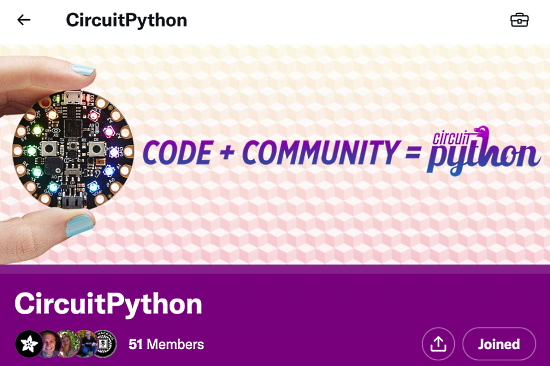 CircuitPython
CODE + COMMUNITY = circuit python
CircuitPython
51 Members
Joined